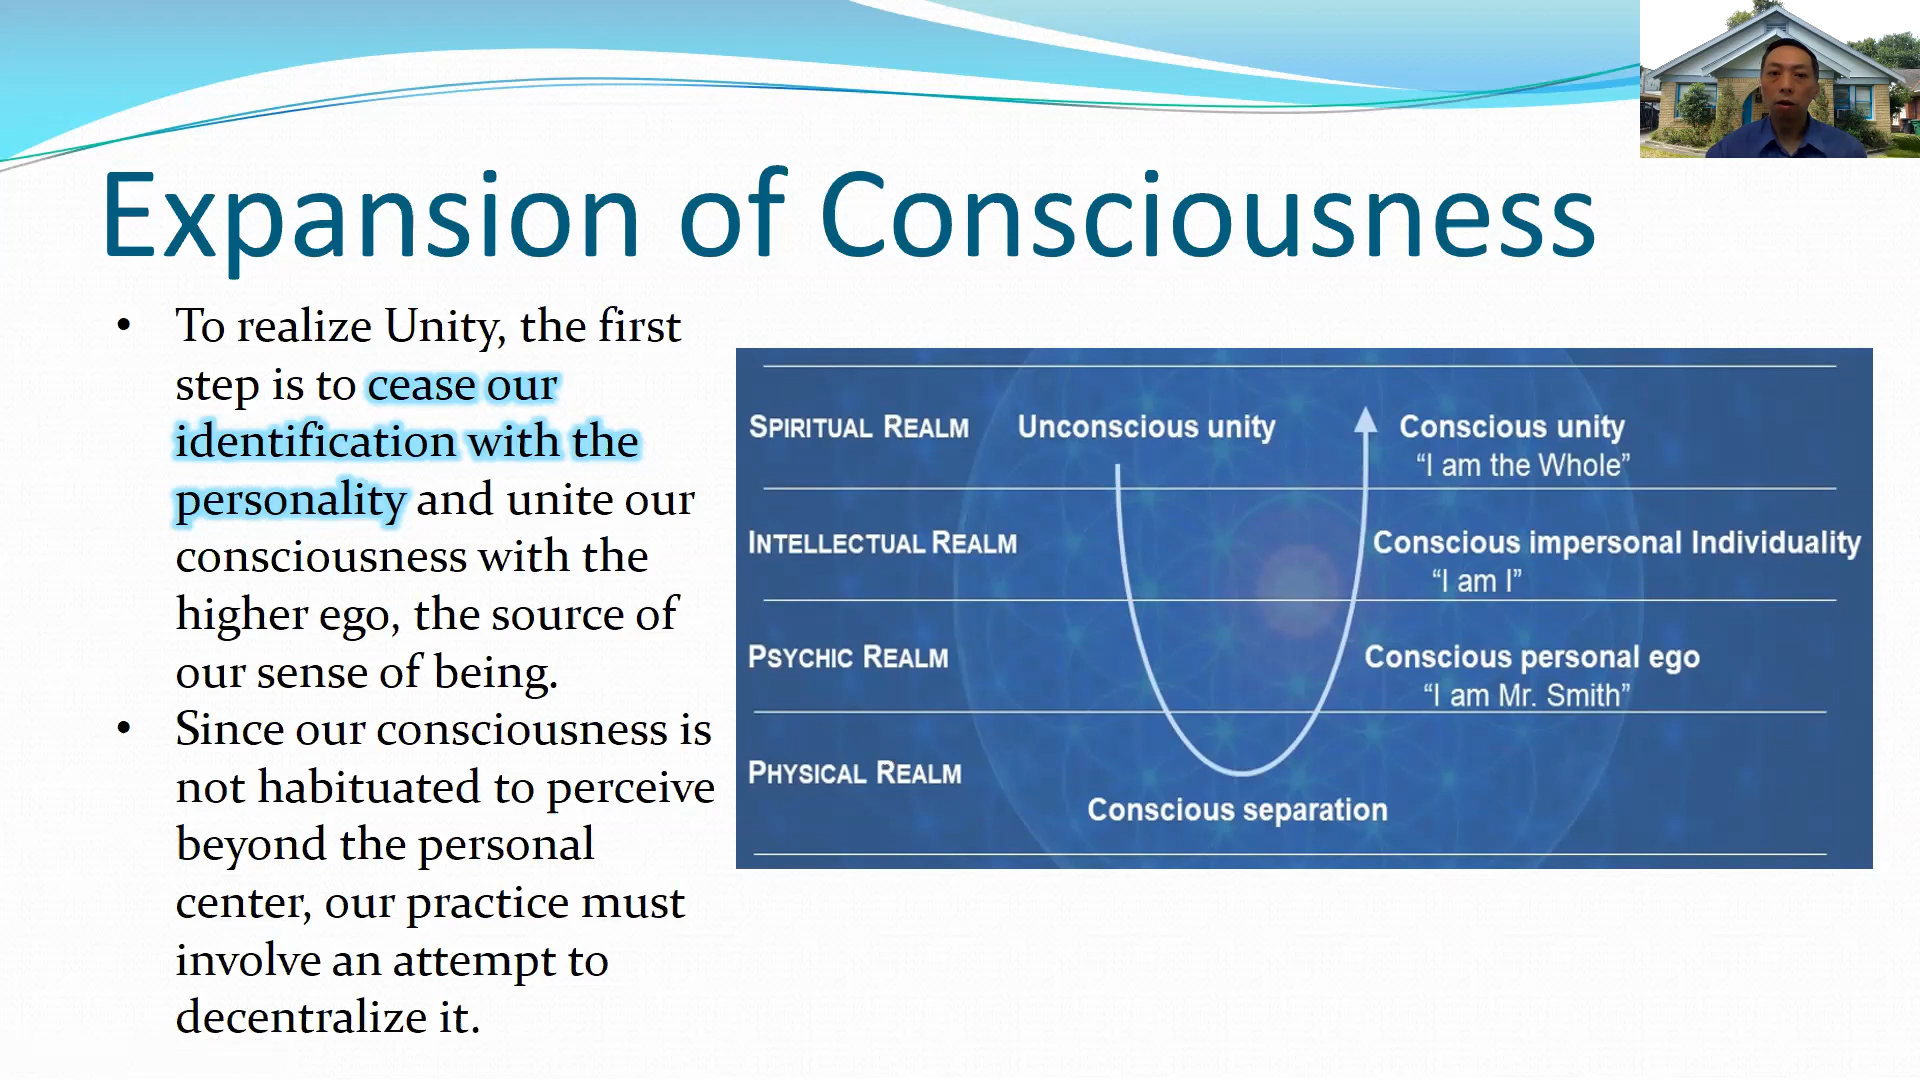 Expansion of Consciousness
• To realize Unity, the first
step is to cease our
identification with the
personality and unite our
consciousness with the
higher ego, the source of
our sense of being.
• Since our consciousness is
not habituated to perceive
beyond the personal
center, our practice must
involve an attempt to
decentralize it.
SPIRITUAL REALM
Unconscious unity
Conscious unity
“I am the Whole”
INTELLECTUAL REALM
Conscious impersonal Individuality
“I am I”
PSYCHIC REALM
Conscious personal ego
“I am Mr. Smith”
PHYSICAL REALM
Conscious separation